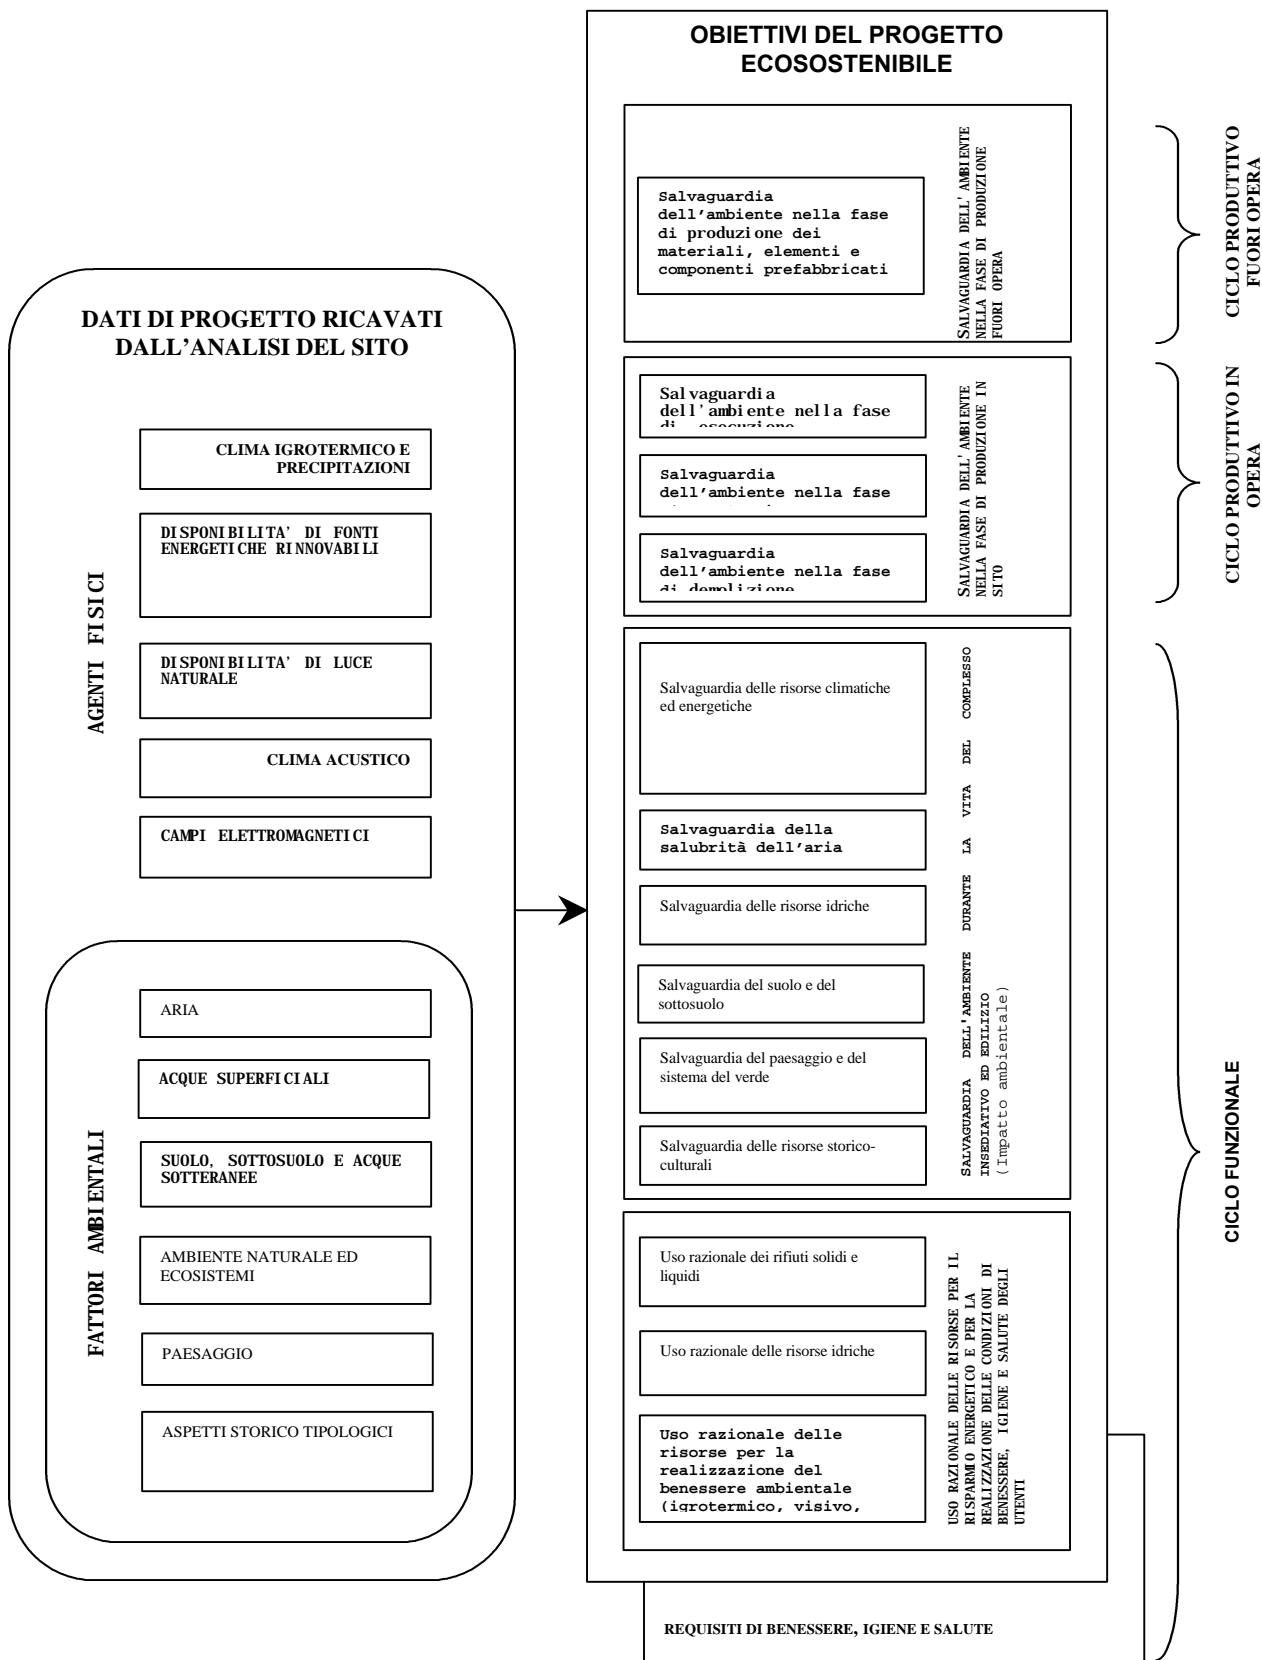 DATI DI PROGETTO RICAVATI
DALL'ANALISI DEL SITO
AGENTI FISICI
CLIMA IGROTERMICO E
PRECIPITAZIONI
DISPONIBILITA' DI FONTI
ENERGETICHE RINNOVABILI
DISPONIBILITA' DI LUCE
NATURALE
CLIMA ACUSTICO
CAMPI ELETTROMAGNETICI
FATTORI AMBIENTALI
ARIA
ACQUE SUPERFICIALI
SUOLO, SOTTOSUOLO E ACQUE
SOTTERANEE
AMBIENTE NATURALE ED
ECOSISTEMI
PAESAGGIO
ASPETTI STORICO TIPOLOGICI
OBIETTIVI DEL PROGETTO
ECOSOSTENIBILE
Salvaguardia
dell'ambiente nella fase
di produzione dei
materiali, elementi e
componenti prefabbricati
SALVAGUARDIA DELL'AMBIENTE
NELLA FASE DI PRODUZIONE
FUORI OPERA
CICLO PRODUTTIVO
FUORI OPERA
Salvaguardia
dell'ambiente nella fase
di esecuzione
Salvaguardia
dell'ambiente nella fase
Salvaguardia
dell'ambiente nella fase
di demolizione
SALVAGUARDIA DELL'AMBIENTE
NELLA FASE DI PRODUZIONE IN
SITO
CICLO PRODUTTIVO IN
OPERA
Salvaguardia delle risorse climatiche
ed energetiche
Salvaguardia della
salubrità dell'aria
Salvaguardia delle risorse idriche
Salvaguardia del suolo e del
sottosuolo
Salvaguardia del paesaggio e del
sistema del verde
Salvaguardia delle risorse storico-
culturali
SALVAGUARDIA DELL'AMBIENTE DURANTE LA VITA DEL COMPLESSO
INSEDIATIVO ED EDILIZIO
(Impatto ambientale)
Uso razionale dei rifiuti solidi e
liquidi
Uso razionale delle risorse idriche
Uso razionale delle
risorse per la
realizzazione del
benessere ambientale
(igrotermico, visivo,
USO RAZIONALE DELLE RISORSE PER IL
RISPARMIO ENERGETICO E PER LA
REALIZZAZIONE DELLE CONDIZIONI DI
BENESSERE, IGIENE E SALUTE DEGLI
UTENTI
CICLO FUNZIONALE
REQUISITI DI BENESSERE, IGIENE E SALUTE